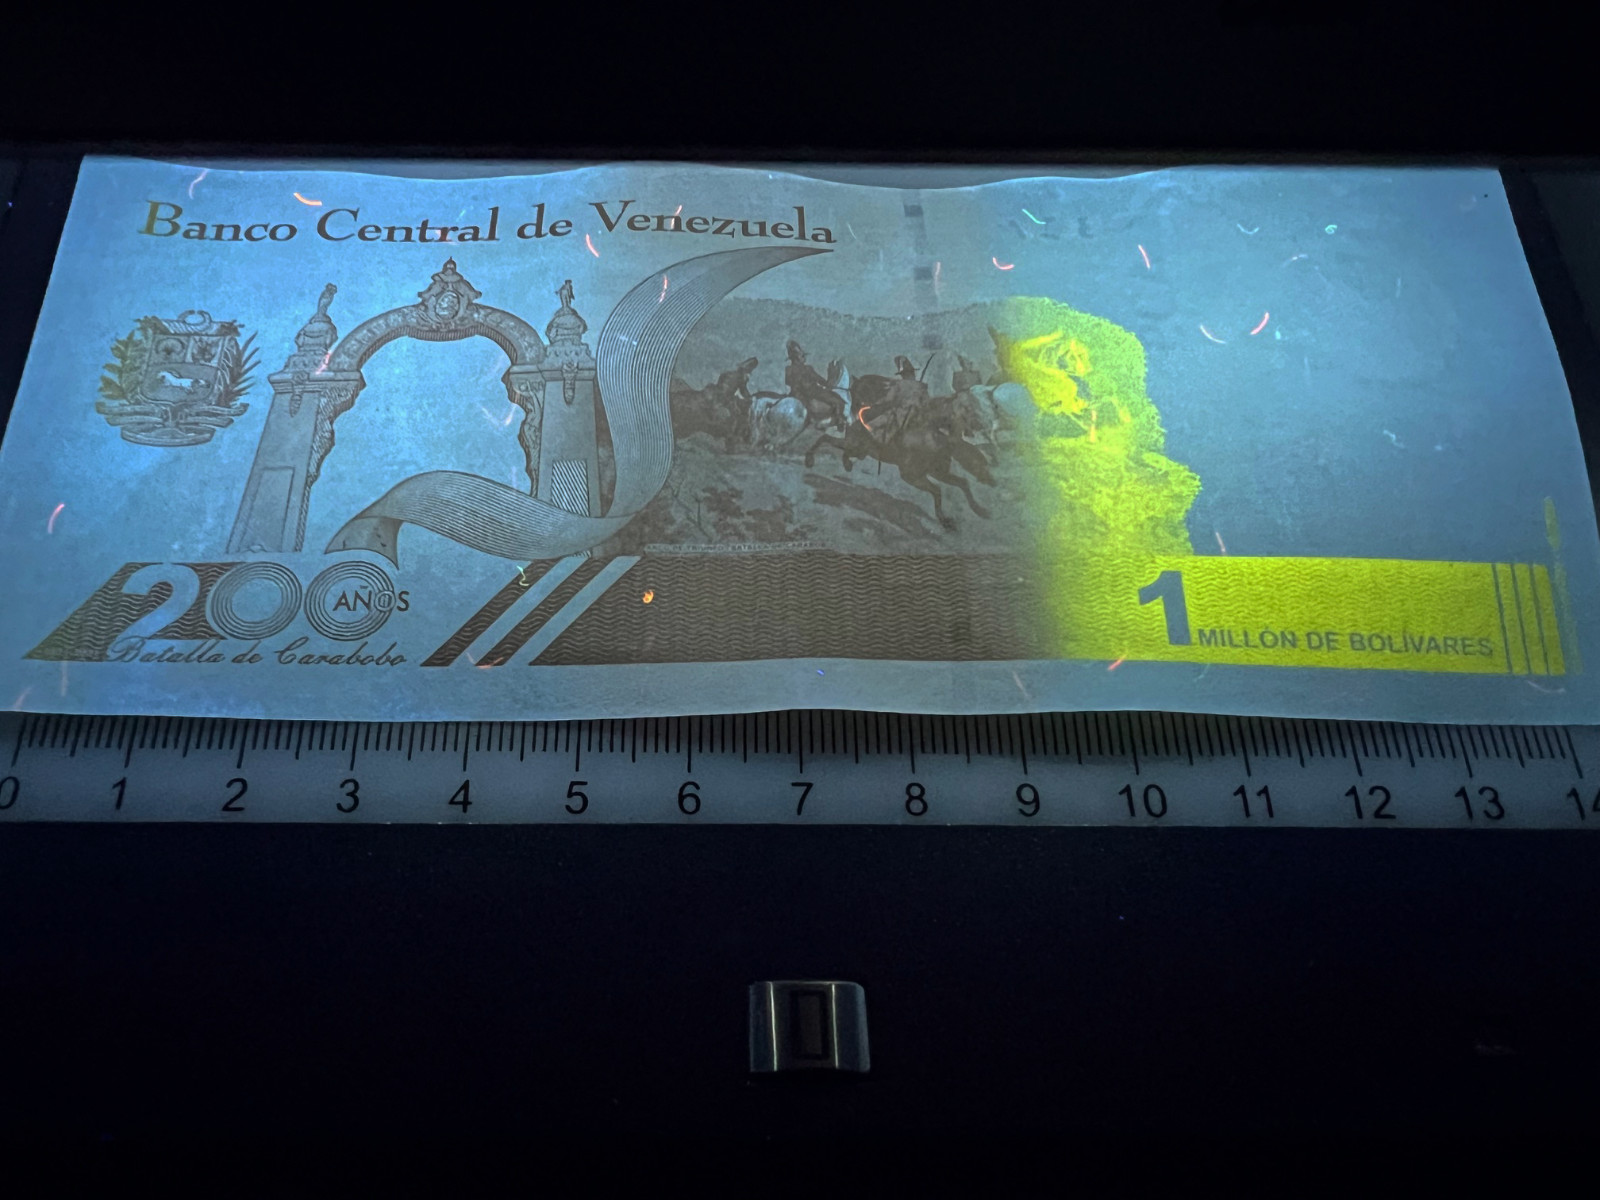 Banco Central de Venezuela
200 AÑOS
Batalla de Carabobo
1 MILLÓN DE BOLÍVARES
0 1 2 3 4 5 6 7 8 9 10 11 12 13 14